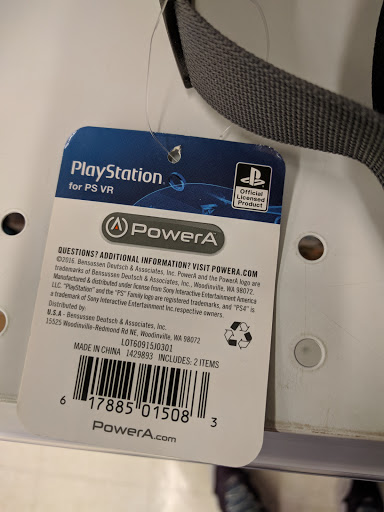 PlayStation
for PS VR
Official
Licensed
Product
PowerA
QUESTIONS? ADDITIONAL INFORMATION? VISIT POWERA.COM
©2016. Bensussen Deutsch & Associates, Inc. PowerA and the PowerA logo are
trademarks of Bensussen Deutsch & Associates, Inc., Woodinville, WA 98072.
Manufactured & distributed under license from Sony Interactive Entertainment America
LLC. "PlayStation" and the "PS" Family logo are registered trademarks, and "PS4" is
a trademark of Sony Interactive Entertainment Inc.
Distributed by:
U.S.A - Bensussen Deutsch & Associates, Inc.
15525 Woodinville-Redmond Rd NE, Woodinville, WA 98072
LOT60915J0301
MADE IN CHINA 1429893 INCLUDES: 2 ITEMS
6 17885 01508 3
PowerA.com